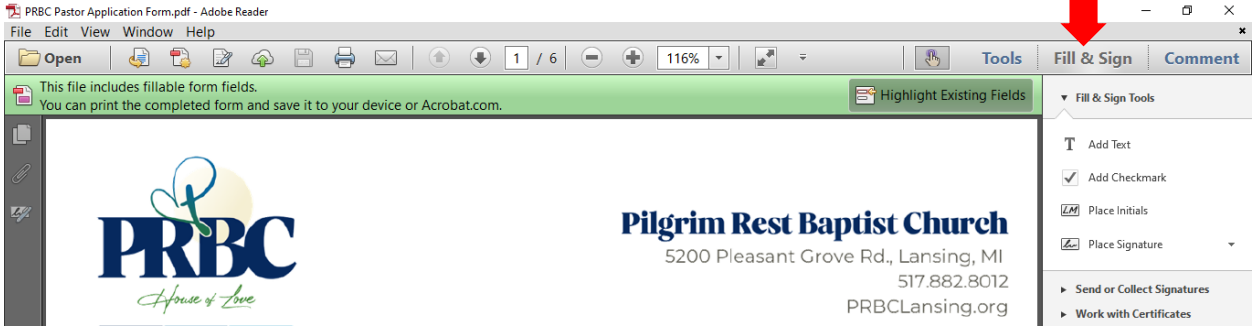 PRBC Pastor Application Form.pdf - Adobe Reader
File Edit View Window Help
Open 1 / 6 116% Tools Fill & Sign Comment
This file includes fillable form fields.
You can print the completed form and save it to your device or Acrobat.com.
Highlight Existing Fields
Fill & Sign Tools
T Add Text
Add Checkmark
LM Place Initials
Place Signature
Send or Collect Signatures
Work with Certificates
PRBC
House of Love
Pilgrim Rest Baptist Church
5200 Pleasant Grove Rd., Lansing, MI
517.882.8012
PRBCLansing.org